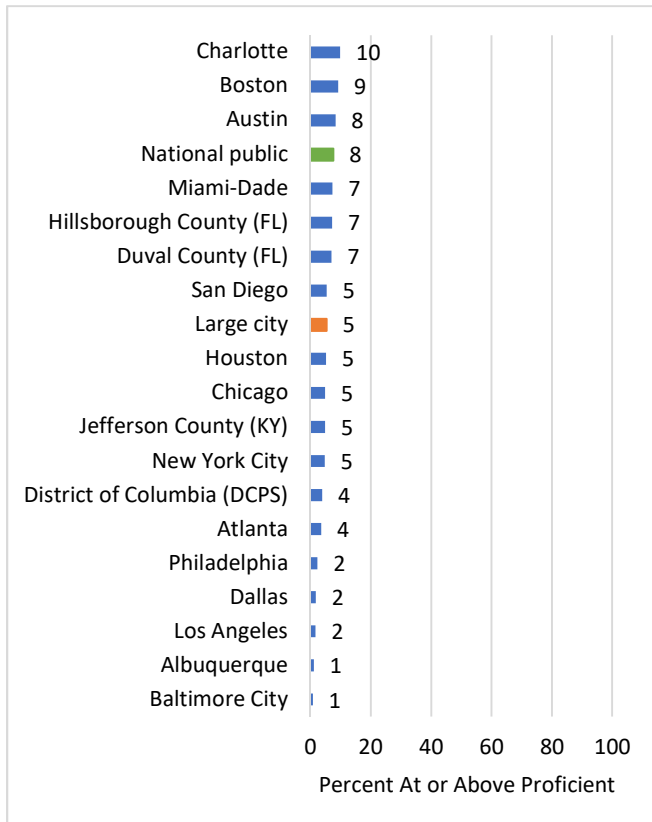 Charlotte 10
Boston 9
Austin 8
National public 8
Miami-Dade 7
Hillsborough County (FL) 7
Duval County (FL) 7
San Diego 5
Large city 5
Houston 5
Chicago 5
Jefferson County (KY) 5
New York City 5
District of Columbia (DCPS) 4
Atlanta 4
Philadelphia 2
Dallas 2
Los Angeles 2
Albuquerque 1
Baltimore City 1
0 20 40 60 80 100
Percent At or Above Proficient